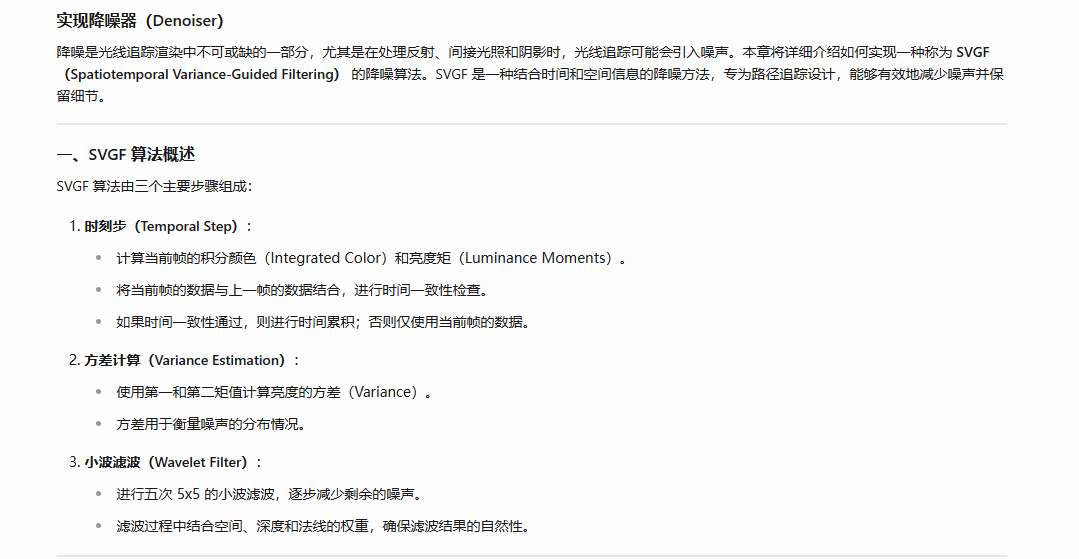 实现降噪器（Denoiser）
降噪是光线追踪渲染中不可或缺的一部分，尤其是在处理反射、间接光照和阴影时，光线追踪可能会引入噪声。本章将详细介绍如何实现一种称为 SVGF
（Spatiotemporal Variance-Guided Filtering） 的降噪算法。SVGF 是一种结合时间和空间信息的降噪方法，专为路径追踪设计，能够有效地减少噪声并保
留细节。
一、SVGF 算法概述
SVGF 算法由三个主要步骤组成：
1. 时刻步（Temporal Step）：
• 计算当前帧的积分颜色（Integrated Color）和亮度矩（Luminance Moments）。
• 将当前帧的数据与上一帧的数据结合，进行时间一致性检查。
• 如果时间一致性通过，则进行时间累积；否则仅使用当前帧的数据。
2. 方差计算（Variance Estimation）：
• 使用第一和第二矩值计算亮度的方差（Variance）。
• 方差用于衡量噪声的分布情况。
3. 小波滤波（Wavelet Filter）：
• 进行五次 5x5 的小波滤波，逐步减少剩余的噪声。
• 滤波过程中结合空间、深度和法线的权重，确保滤波结果的自然性。